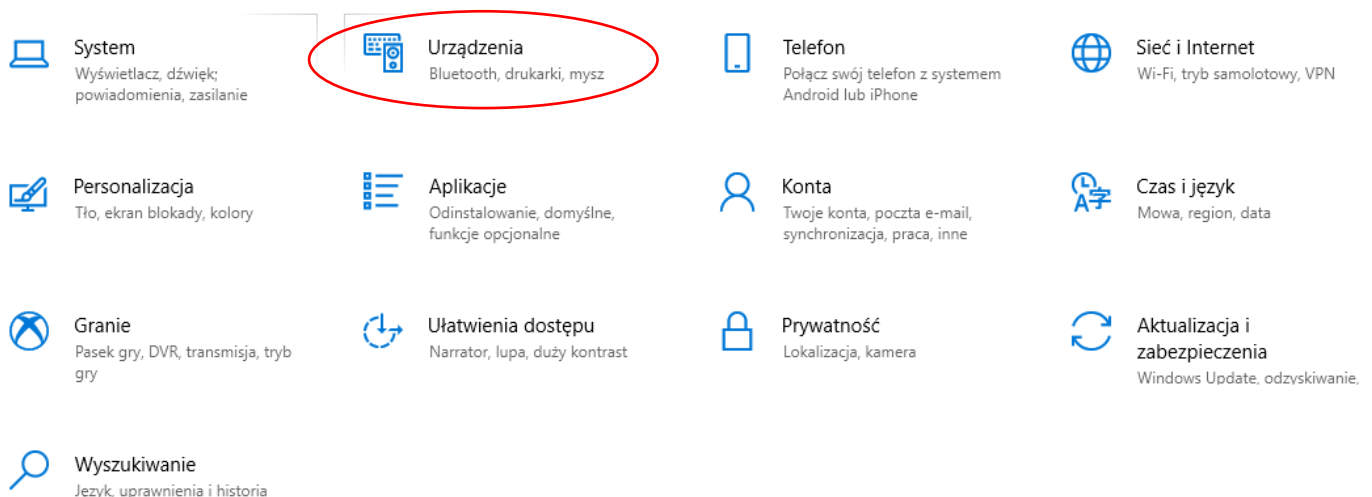 System
Wyświetlacz, dźwięk;
powiadomienia, zasilanie
Urządzenia
Bluetooth, drukarki, mysz
Telefon
Połącz swój telefon z systemem
Android lub iPhone
Sieć i Internet
Wi-Fi, tryb samolotowy, VPN
Personalizacja
Tło, ekran blokady, kolory
Aplikacje
Odinstalowanie, domyślne,
funkcje opcjonalne
Konta
Twoje konta, poczta e-mail,
synchronizacja, praca, inne
Czas i język
Mowa, region, data
Granie
Pasek gry, DVR, transmisja, tryb
gry
Ułatwienia dostępu
Narrator, lupa, duży kontrast
Prywatność
Lokalizacja, kamera
Aktualizacja i
zabezpieczenia
Windows Update, odzyskiwanie,
Wyszukiwanie
Język, uprawnienia i historia